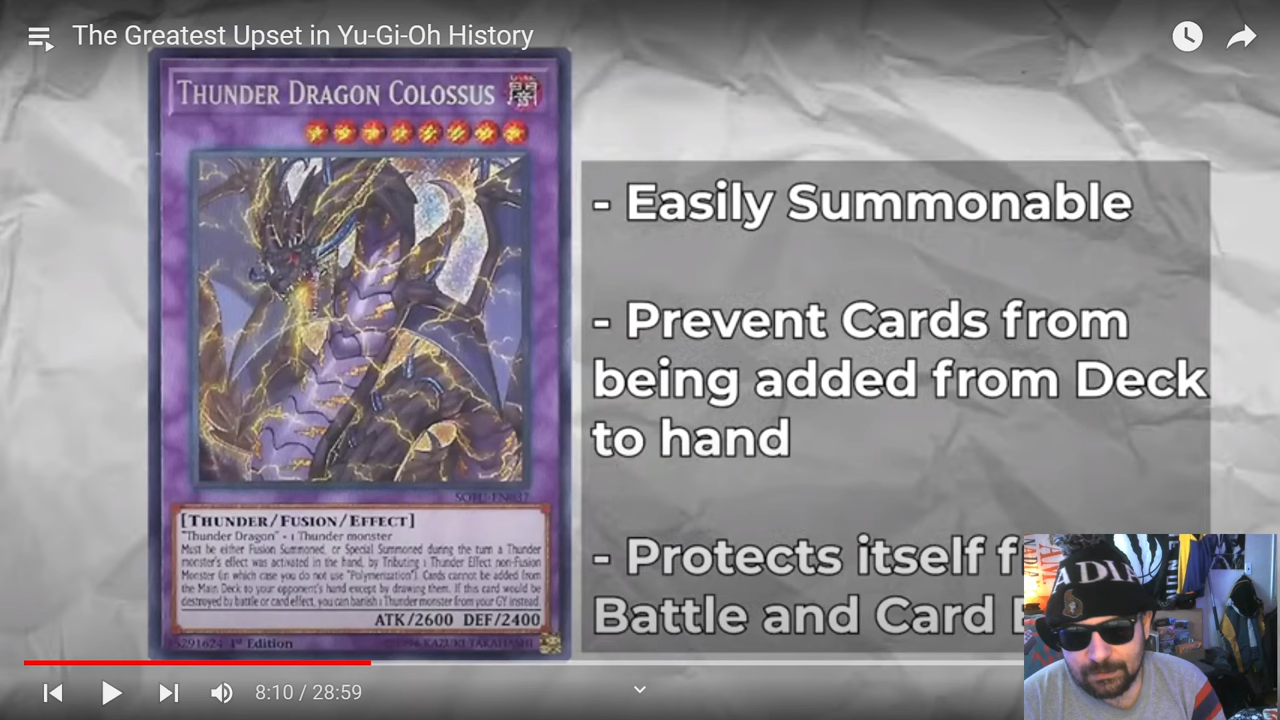 The Greatest Upset in Yu-Gi-Oh History
THUNDER DRAGON COLOSSUS
SOFU-EN037
[THUNDER/FUSION/EFFECT]
"Thunder Dragon" + 1 Thunder monster
Must be either Fusion Summoned, or Special Summoned during the turn a Thunder
monster's effect was activated in the hand, by Tributing 1 Thunder Effect non-Fusion
Monster (in which case you do not use "Polymerization"). Cards cannot be added from
the Main Deck to your opponent's hand except by drawing them. If this card would be
destroyed by battle or card effect, you can banish 1 Thunder monster from your GY instead.
ATK/2600 DEF/2400
1st Edition
KAZUKI TAKAHASHI
- Easily Summonable
- Prevent Cards from
being added from Deck
to hand
- Protects itself f
Battle and Card
8:10 / 28:59